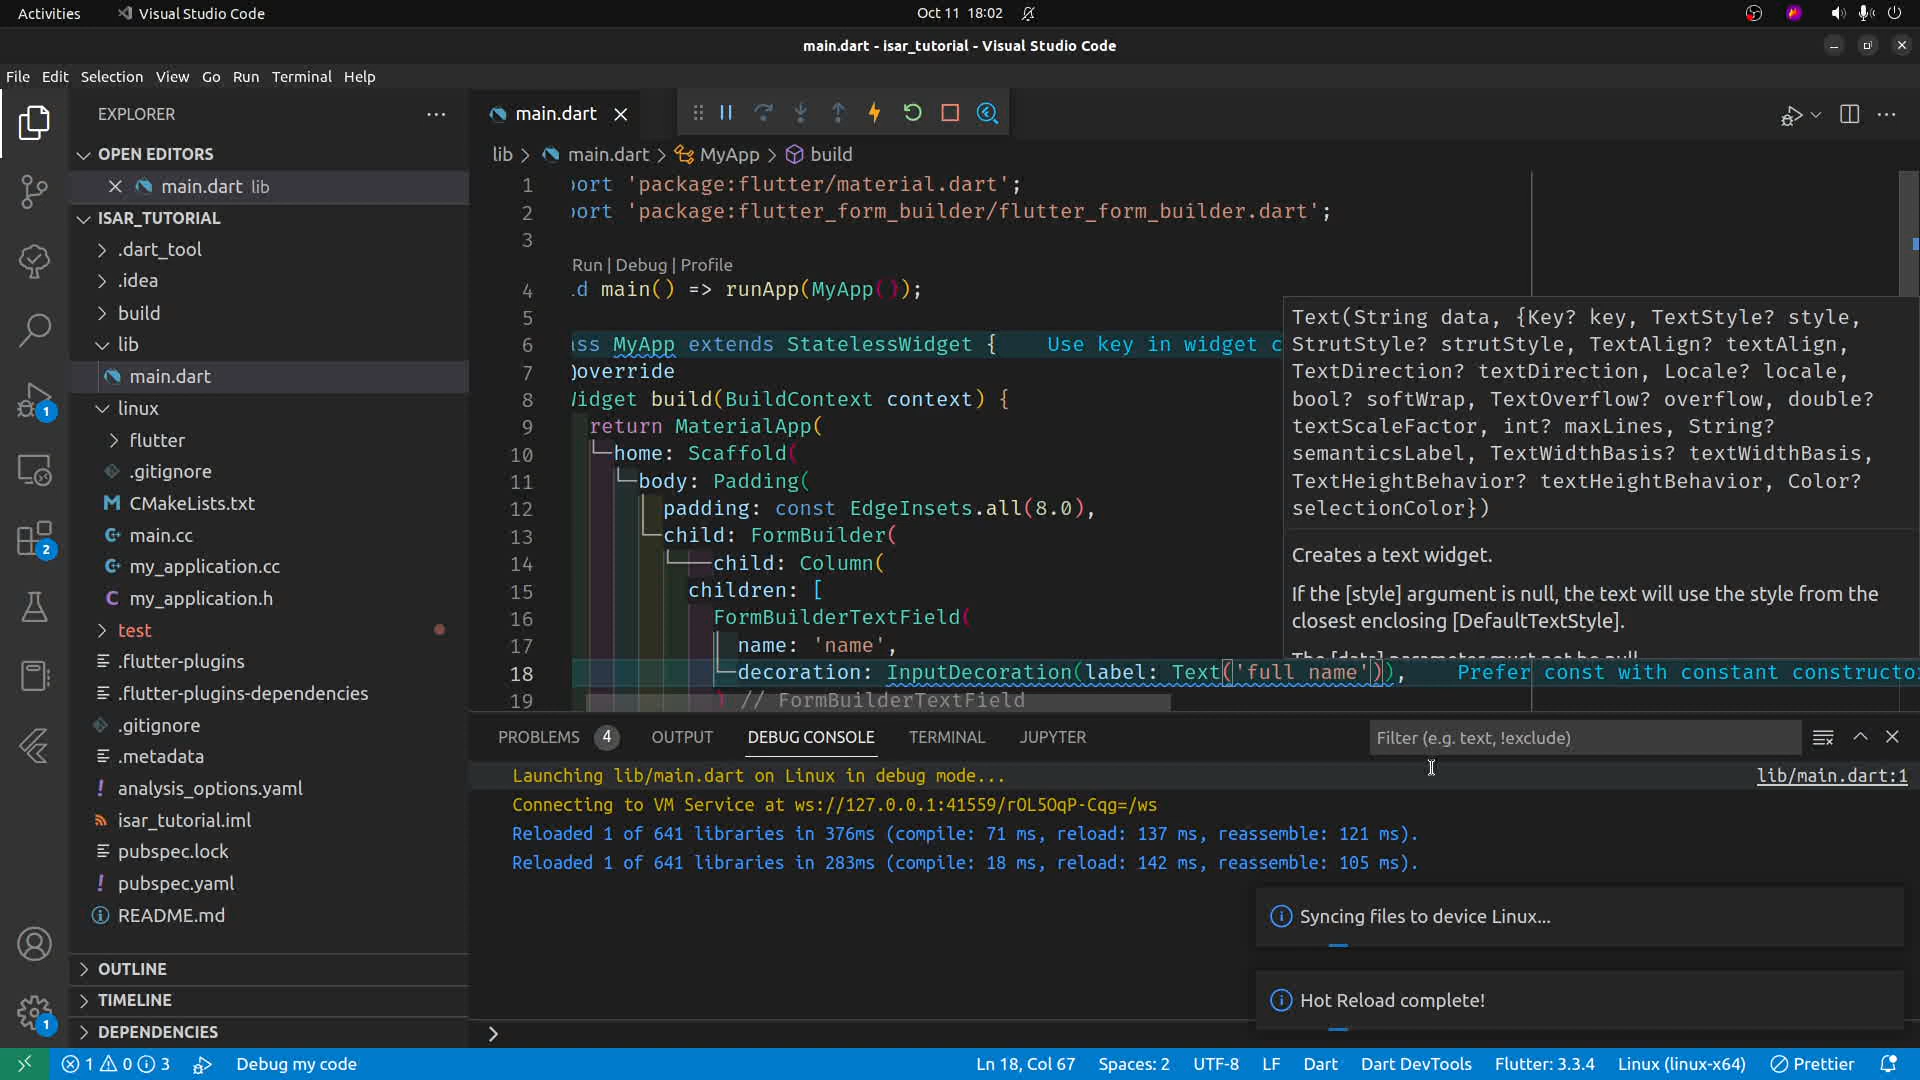 Activities
Visual Studio Code
Oct 11 18:02
main.dart - isar_tutorial - Visual Studio Code
File Edit Selection View Go Run Terminal Help
EXPLORER
OPEN EDITORS
main.dart lib
ISAR_TUTORIAL
.dart_tool
.idea
build
lib
main.dart
linux
flutter
.gitignore
CMakeLists.txt
main.cc
my_application.cc
my_application.h
test
.flutter-plugins
.flutter-plugins-dependencies
.gitignore
.metadata
analysis_options.yaml
isar_tutorial.iml
pubspec.lock
pubspec.yaml
README.md
OUTLINE
TIMELINE
DEPENDENCIES
1
2
1
main.dart
lib > main.dart > MyApp > build
1 ort 'package:flutter/material.dart';
2 ort 'package:flutter_form_builder/flutter_form_builder.dart';
3
Run | Debug | Profile
4 d main() => runApp(MyApp());
5
6 ss MyApp extends StatelessWidget { Use key in widget c
7 override
8 idget build(BuildContext context) {
9 return MaterialApp(
10 home: Scaffold(
11 body: Padding(
12 padding: const EdgeInsets.all(8.0),
13 child: FormBuilder(
14 child: Column(
15 children: [
16 FormBuilderTextField(
17 name: 'name',
18 decoration: InputDecoration(label: Text('full name')), Prefer const with constant constructo
19 ) // FormBuilderTextField
Text(String data, {Key? key, TextStyle? style,
StrutStyle? strutStyle, TextAlign? textAlign,
TextDirection? textDirection, Locale? locale,
bool? softWrap, TextOverflow? overflow, double?
textScaleFactor, int? maxLines, String?
semanticsLabel, TextWidthBasis? textWidthBasis,
TextHeightBehavior? textHeightBehavior, Color?
selectionColor})
Creates a text widget.
If the [style] argument is null, the text will use the style from the
closest enclosing [DefaultTextStyle].
The [data] parameter must not be null.
PROBLEMS 4 OUTPUT DEBUG CONSOLE TERMINAL JUPYTER
Filter (e.g. text, !exclude)
Launching lib/main.dart on Linux in debug mode... lib/main.dart:1
Connecting to VM Service at ws://127.0.0.1:41559/rOL5OqP-Cqg=/ws
Reloaded 1 of 641 libraries in 376ms (compile: 71 ms, reload: 137 ms, reassemble: 121 ms).
Reloaded 1 of 641 libraries in 283ms (compile: 18 ms, reload: 142 ms, reassemble: 105 ms).
Syncing files to device Linux...
Hot Reload complete!
1 0 3 Debug my code
Ln 18, Col 67 Spaces: 2 UTF-8 LF Dart Dart DevTools Flutter: 3.3.4 Linux (linux-x64) Prettier